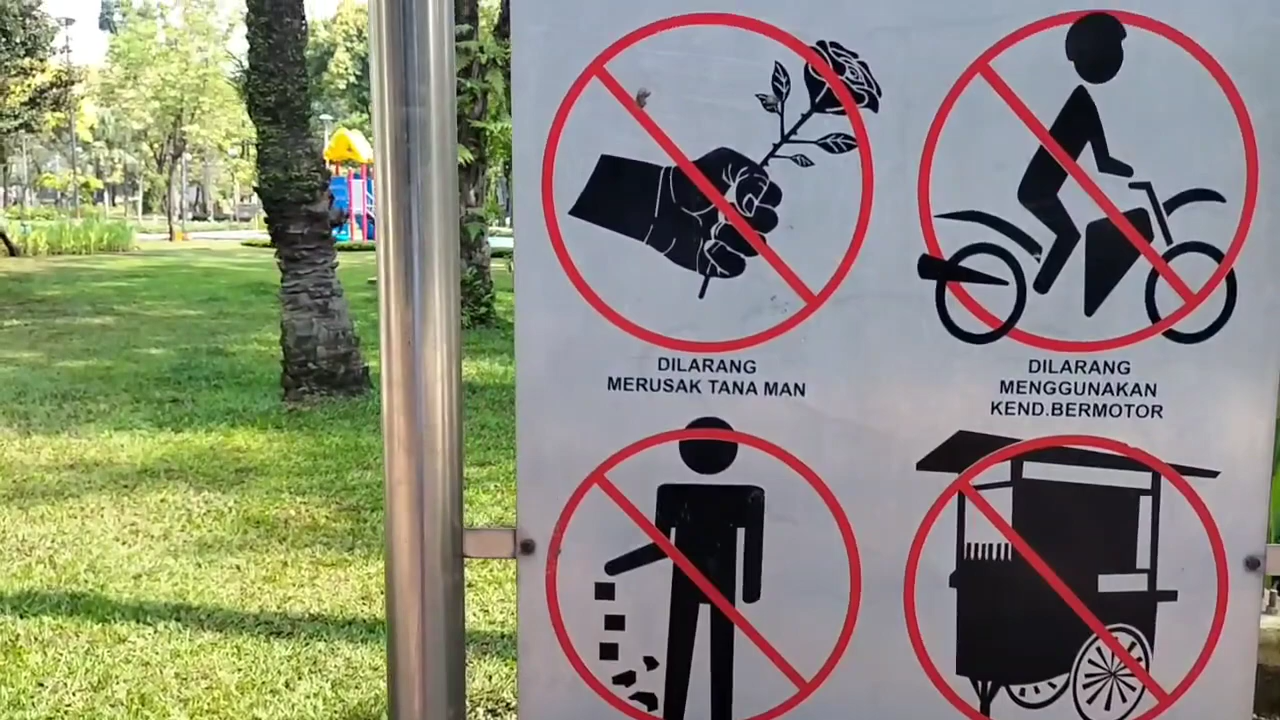 DILARANG
MERUSAK TANA MAN
DILARANG
MENGGUNAKAN
KEND.BERMOTOR